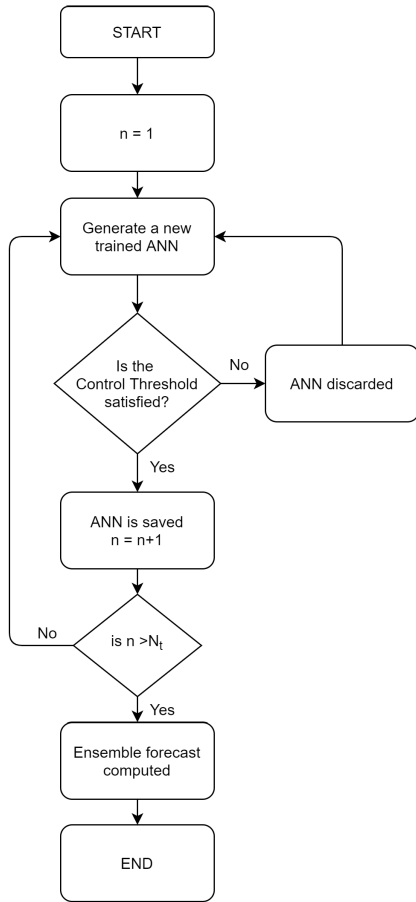 START
n = 1
Generate a new
trained ANN
Is the
Control Threshold
satisfied?
No
ANN discarded
Yes
ANN is saved
n = n+1
No
is n >Nt
Yes
Ensemble forecast
computed
END